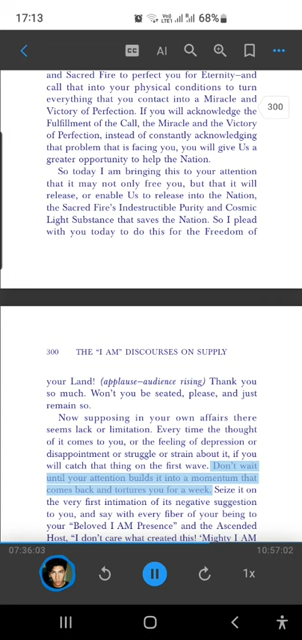 17:13
68%
CC
AI
and Sacred Fire to perfect you for Eternity—and
call that into your physical conditions to turn
everything that you contact into a Miracle and
Victory of Perfection. If you will acknowledge the
Fulfillment of the Call, the Miracle and the Victory
of Perfection, instead of constantly acknowledging
that problem that is facing you, you will give Us a
greater opportunity to help the Nation.
300
So today I am bringing this to your attention
that it may not only free you, but that it will
release, or enable Us to release into the Nation,
the Sacred Fire's Indestructible Purity and Cosmic
Light Substance that saves the Nation. So I plead
with you today to do this for the Freedom of
300 THE "I AM" DISCOURSES ON SUPPLY
your Land! (applause–audience rising) Thank you
so much. Won't you be seated, please, and just
remain so.
Now supposing in your own affairs there
seems lack or limitation. Every time the thought
of it comes to you, or the feeling of depression or
disappointment or struggle or strain about it, if you
will catch that thing on the first wave. Don't wait
until your attention builds it into a momentum that
comes back and tortures you for a week. Seize it on
the very first intimation of its negative suggestion
to you, and say with every fiber of your being to
your "Beloved I AM Presence" and the Ascended
Host, "I don't care what created this! 'Mighty I AM
07:36:03
10:57:02
1x